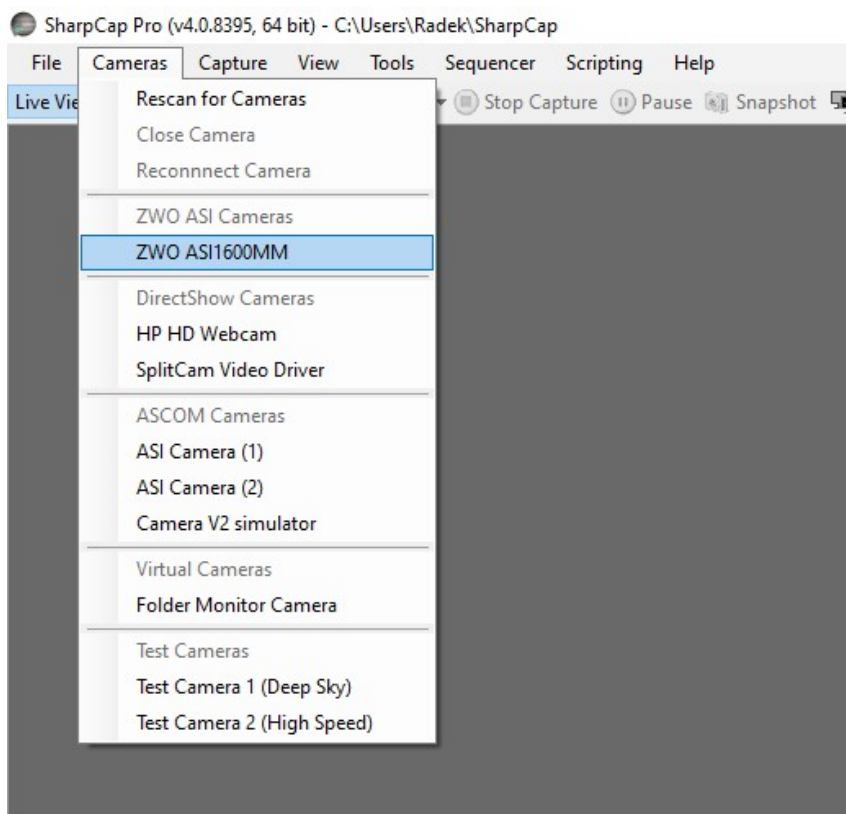 SharpCap Pro (v4.0.8395, 64 bit) - C:\Users\Radek\SharpCap
File Cameras Capture View Tools Sequencer Scripting Help
Live Vie Stop Capture Pause Snapshot
Rescan for Cameras
Close Camera
Reconnnect Camera
ZWO ASI Cameras
ZWO ASI1600MM
DirectShow Cameras
HP HD Webcam
SplitCam Video Driver
ASCOM Cameras
ASI Camera (1)
ASI Camera (2)
Camera V2 simulator
Virtual Cameras
Folder Monitor Camera
Test Cameras
Test Camera 1 (Deep Sky)
Test Camera 2 (High Speed)